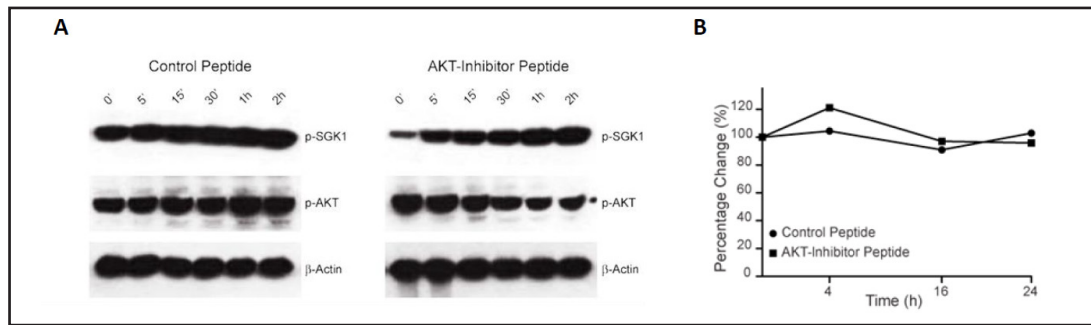 A
Control Peptide
0' 5' 15' 30' 1h 2h
p-SGK1
p-AKT
β-Actin
AKT-Inhibitor Peptide
0' 5' 15' 30' 1h 2h
p-SGK1
p-AKT
β-Actin
B
Percentage Change (%)
120
100
80
60
40
20
0
Control Peptide
AKT-Inhibitor Peptide
4 16 24
Time (h)